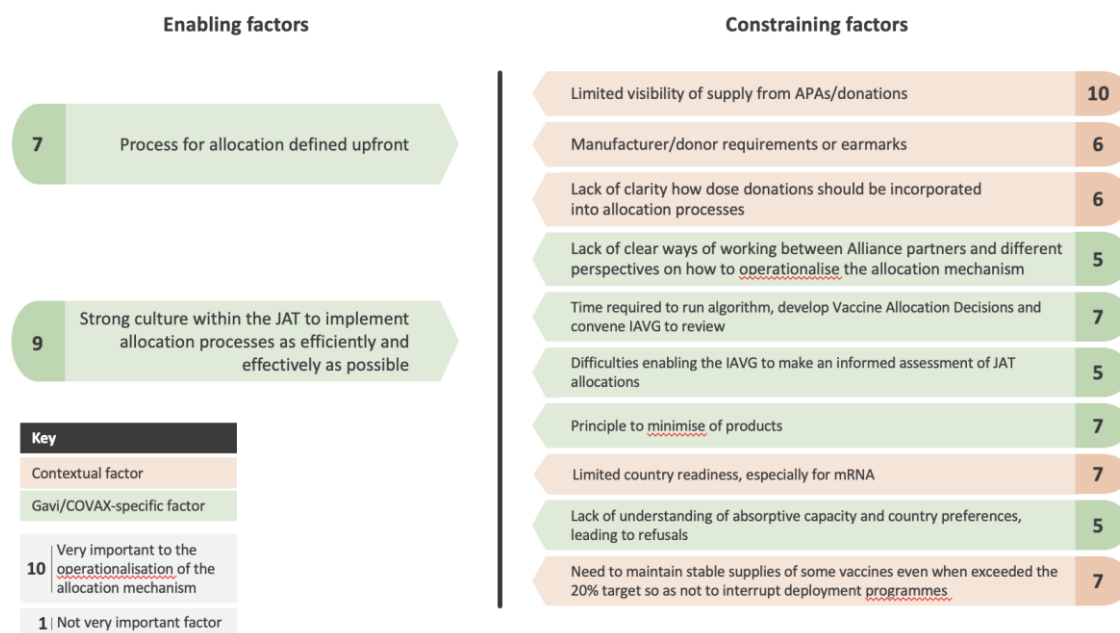 Enabling factors
7
Process for allocation defined upfront
9
Strong culture within the JAT to implement
allocation processes as efficiently and
effectively as possible
Key
Contextual factor
Gavi/COVAX-specific factor
10
Very important to the
operationalisation of the
allocation mechanism
1
Not very important factor
Constraining factors
Limited visibility of supply from APAs/donations
10
Manufacturer/donor requirements or earmarks
6
Lack of clarity how dose donations should be incorporated
into allocation processes
6
Lack of clear ways of working between Alliance partners and different
perspectives on how to operationalise the allocation mechanism
5
Time required to run algorithm, develop Vaccine Allocation Decisions and
convene IAVG to review
7
Difficulties enabling the IAVG to make an informed assessment of JAT
allocations
5
Principle to minimise of products
7
Limited country readiness, especially for mRNA
7
Lack of understanding of absorptive capacity and country preferences,
leading to refusals
5
Need to maintain stable supplies of some vaccines even when exceeded the
20% target so as not to interrupt deployment programmes
7